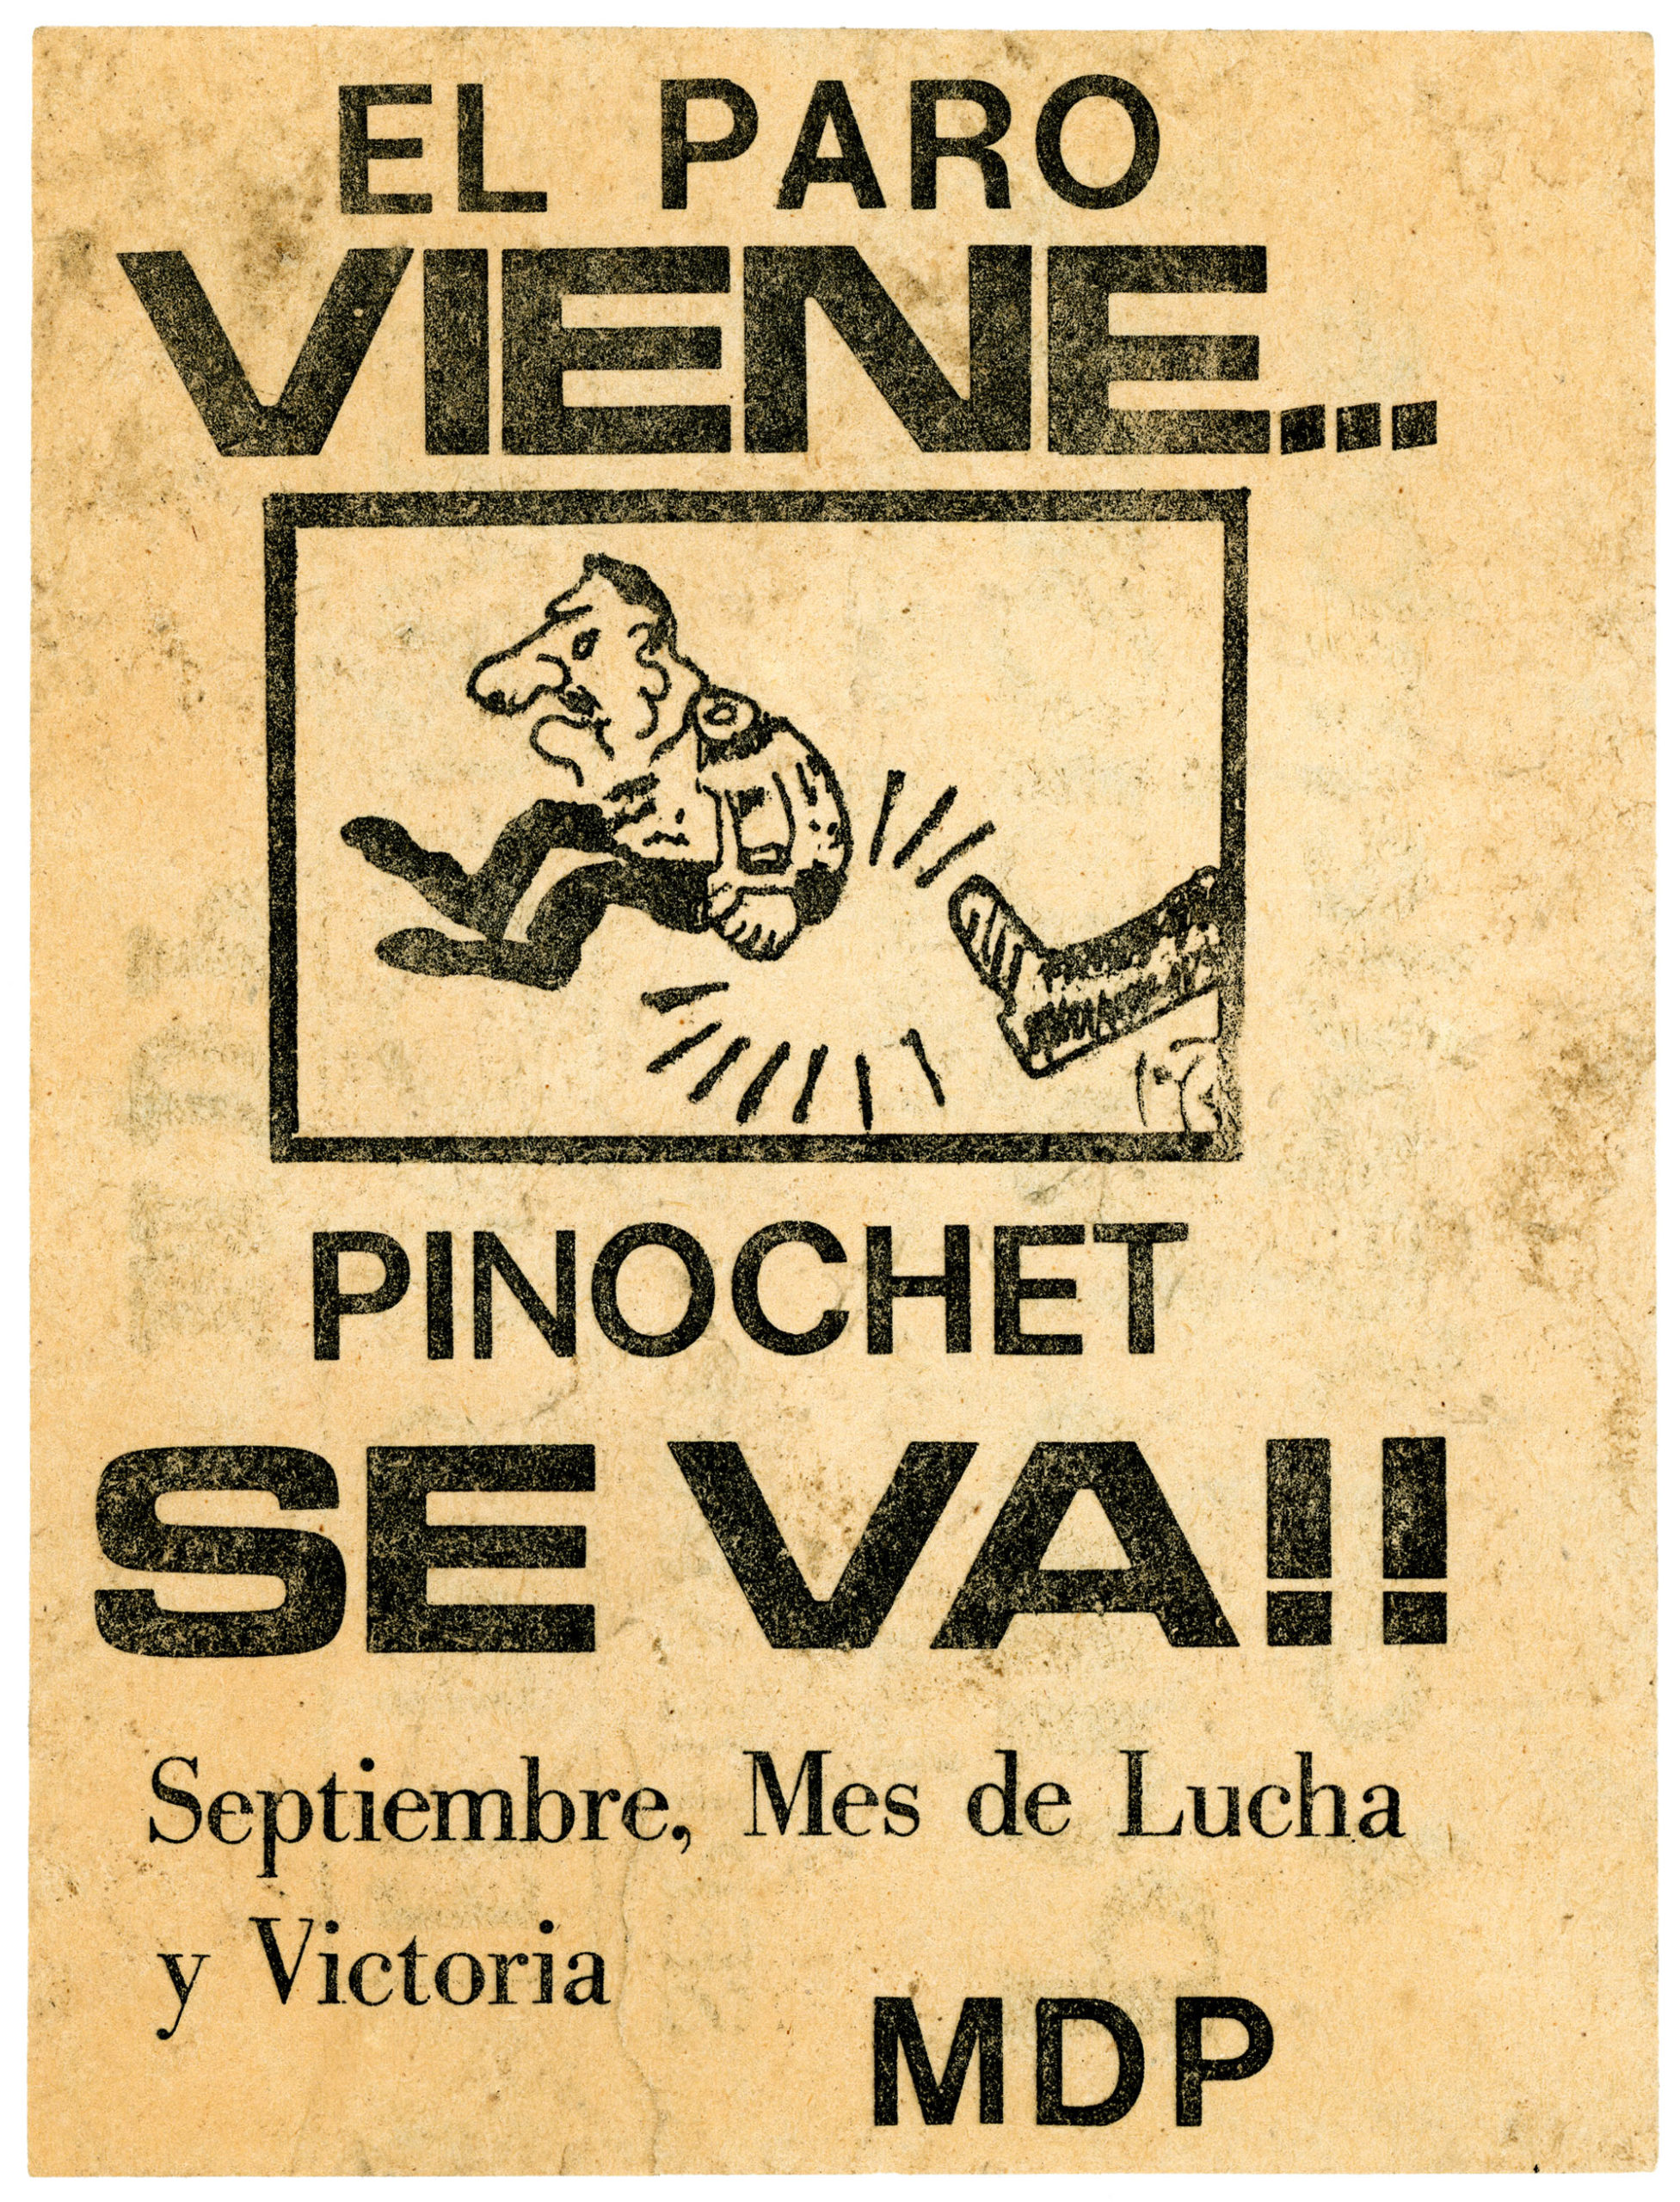 EL PARO
VIENE...
PINOCHET
SE VA!!
Septiembre, Mes de Lucha
y Victoria
MDP